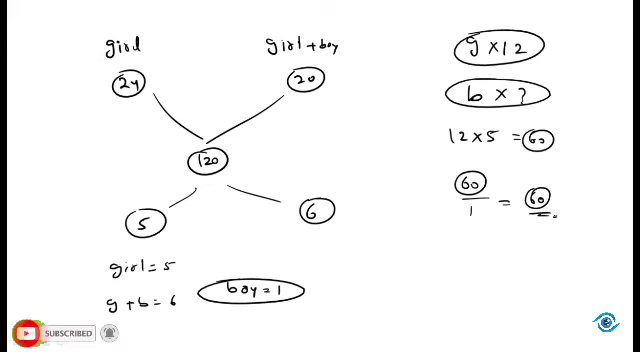 girl girl+boy
24 20
120
5 6
girl = 5
g + b = 6
boy = 1
g x 12
b x ?
12 x 5 = 60
60/1 = 60
SUBSCRIBED